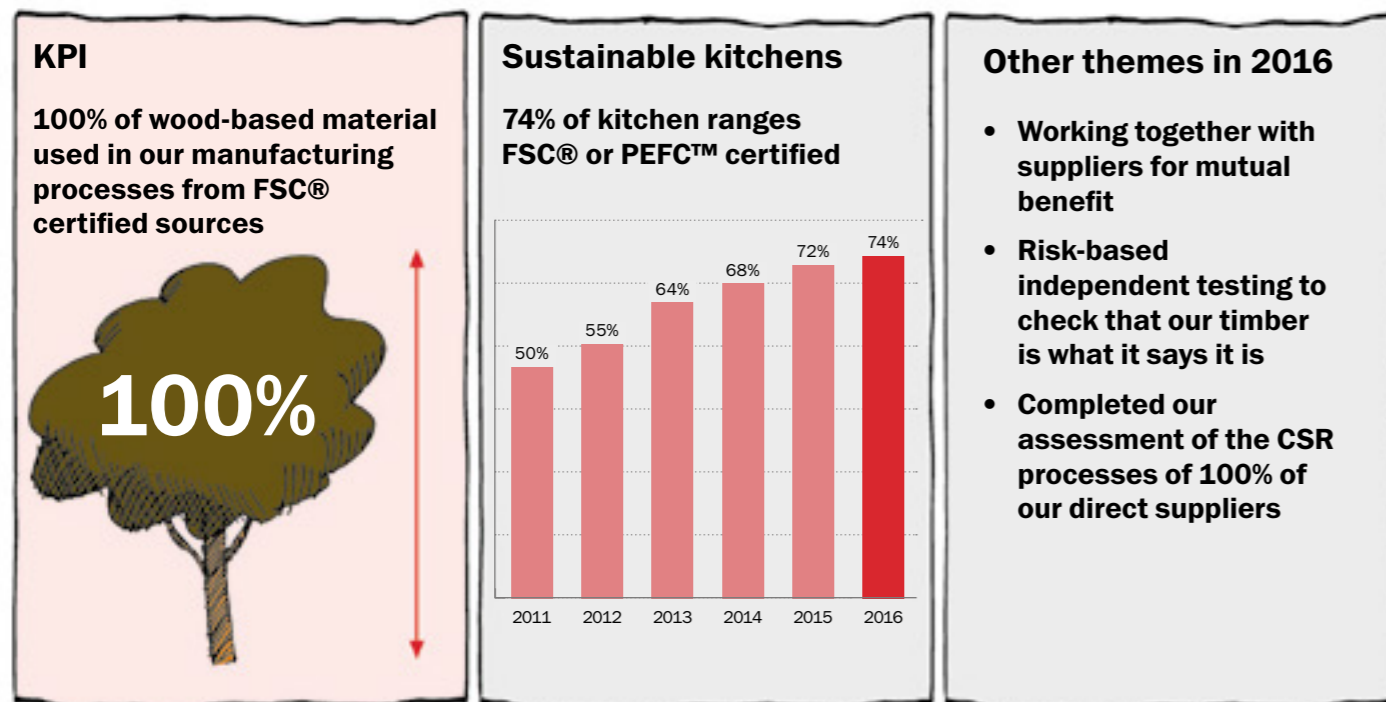 KPI
100% of wood-based material
used in our manufacturing
processes from FSC®
certified sources
100%
Sustainable kitchens
74% of kitchen ranges
FSC® or PEFC™ certified
50%
55%
64%
68%
72%
74%
2011
2012
2013
2014
2015
2016
Other themes in 2016
• Working together with
suppliers for mutual
benefit
• Risk-based
independent testing to
check that our timber
is what it says it is
• Completed our
assessment of the CSR
processes of 100% of
our direct suppliers